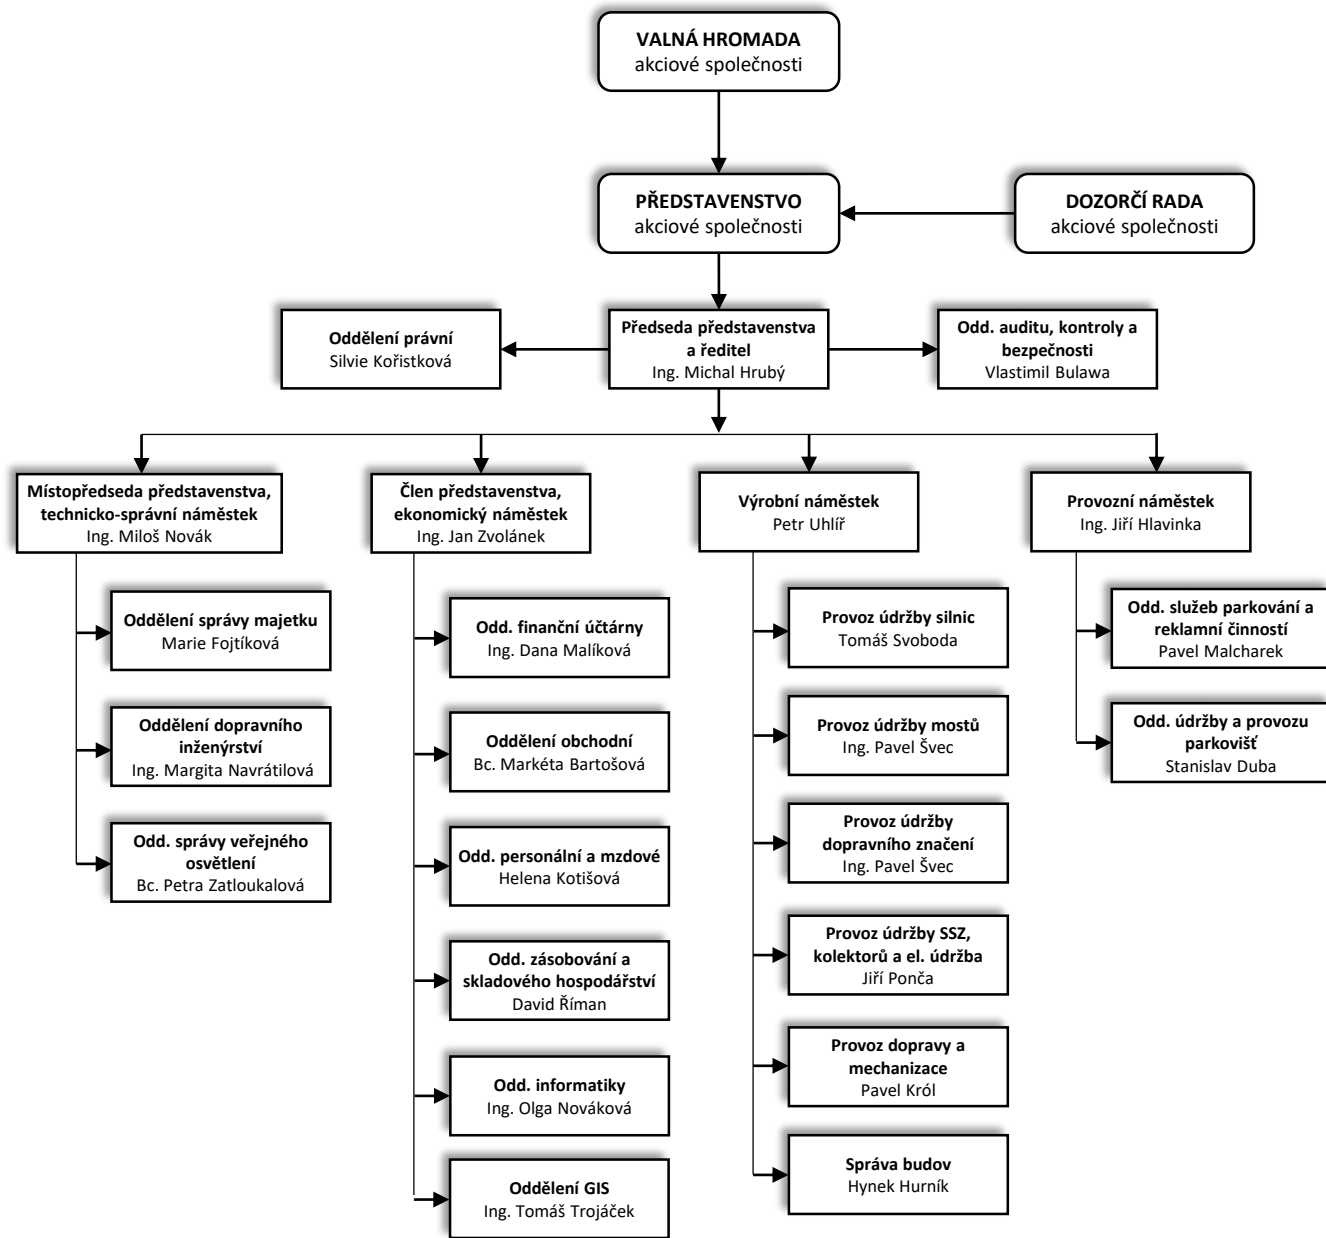 VALNÁ HROMADA
akciové společnosti
PŘEDSTAVENSTVO
akciové společnosti
DOZORČÍ RADA
akciové společnosti
Oddělení právní
Silvie Kořistková
Předseda představenstva
a ředitel
Ing. Michal Hrubý
Odd. auditu, kontroly a
bezpečnosti
Vlastimil Bulawa
Místopředseda představenstva,
technicko-správní náměstek
Ing. Miloš Novák
Člen představenstva,
ekonomický náměstek
Ing. Jan Zvolánek
Výrobní náměstek
Petr Uhlíř
Provozní náměstek
Ing. Jiří Hlavinka
Oddělení správy majetku
Marie Fojtíková
Oddělení dopravního
inženýrství
Ing. Margita Navrátilová
Odd. správy veřejného
osvětlení
Bc. Petra Zatloukalová
Odd. finanční účtárny
Ing. Dana Malíková
Oddělení obchodní
Bc. Markéta Bartošová
Odd. personální a mzdové
Helena Kotišová
Odd. zásobování a
skladového hospodářství
David Říman
Odd. informatiky
Ing. Olga Nováková
Oddělení GIS
Ing. Tomáš Trojáček
Provoz údržby silnic
Tomáš Svoboda
Provoz údržby mostů
Ing. Pavel Švec
Provoz údržby
dopravního značení
Ing. Pavel Švec
Provoz údržby SSZ,
kolektorů a el. údržba
Jiří Ponča
Provoz dopravy a
mechanizace
Pavel Król
Správa budov
Hynek Hurník
Odd. služeb parkování a
reklamní činností
Pavel Malcharek
Odd. údržby a provozu
parkovišť
Stanislav Duba